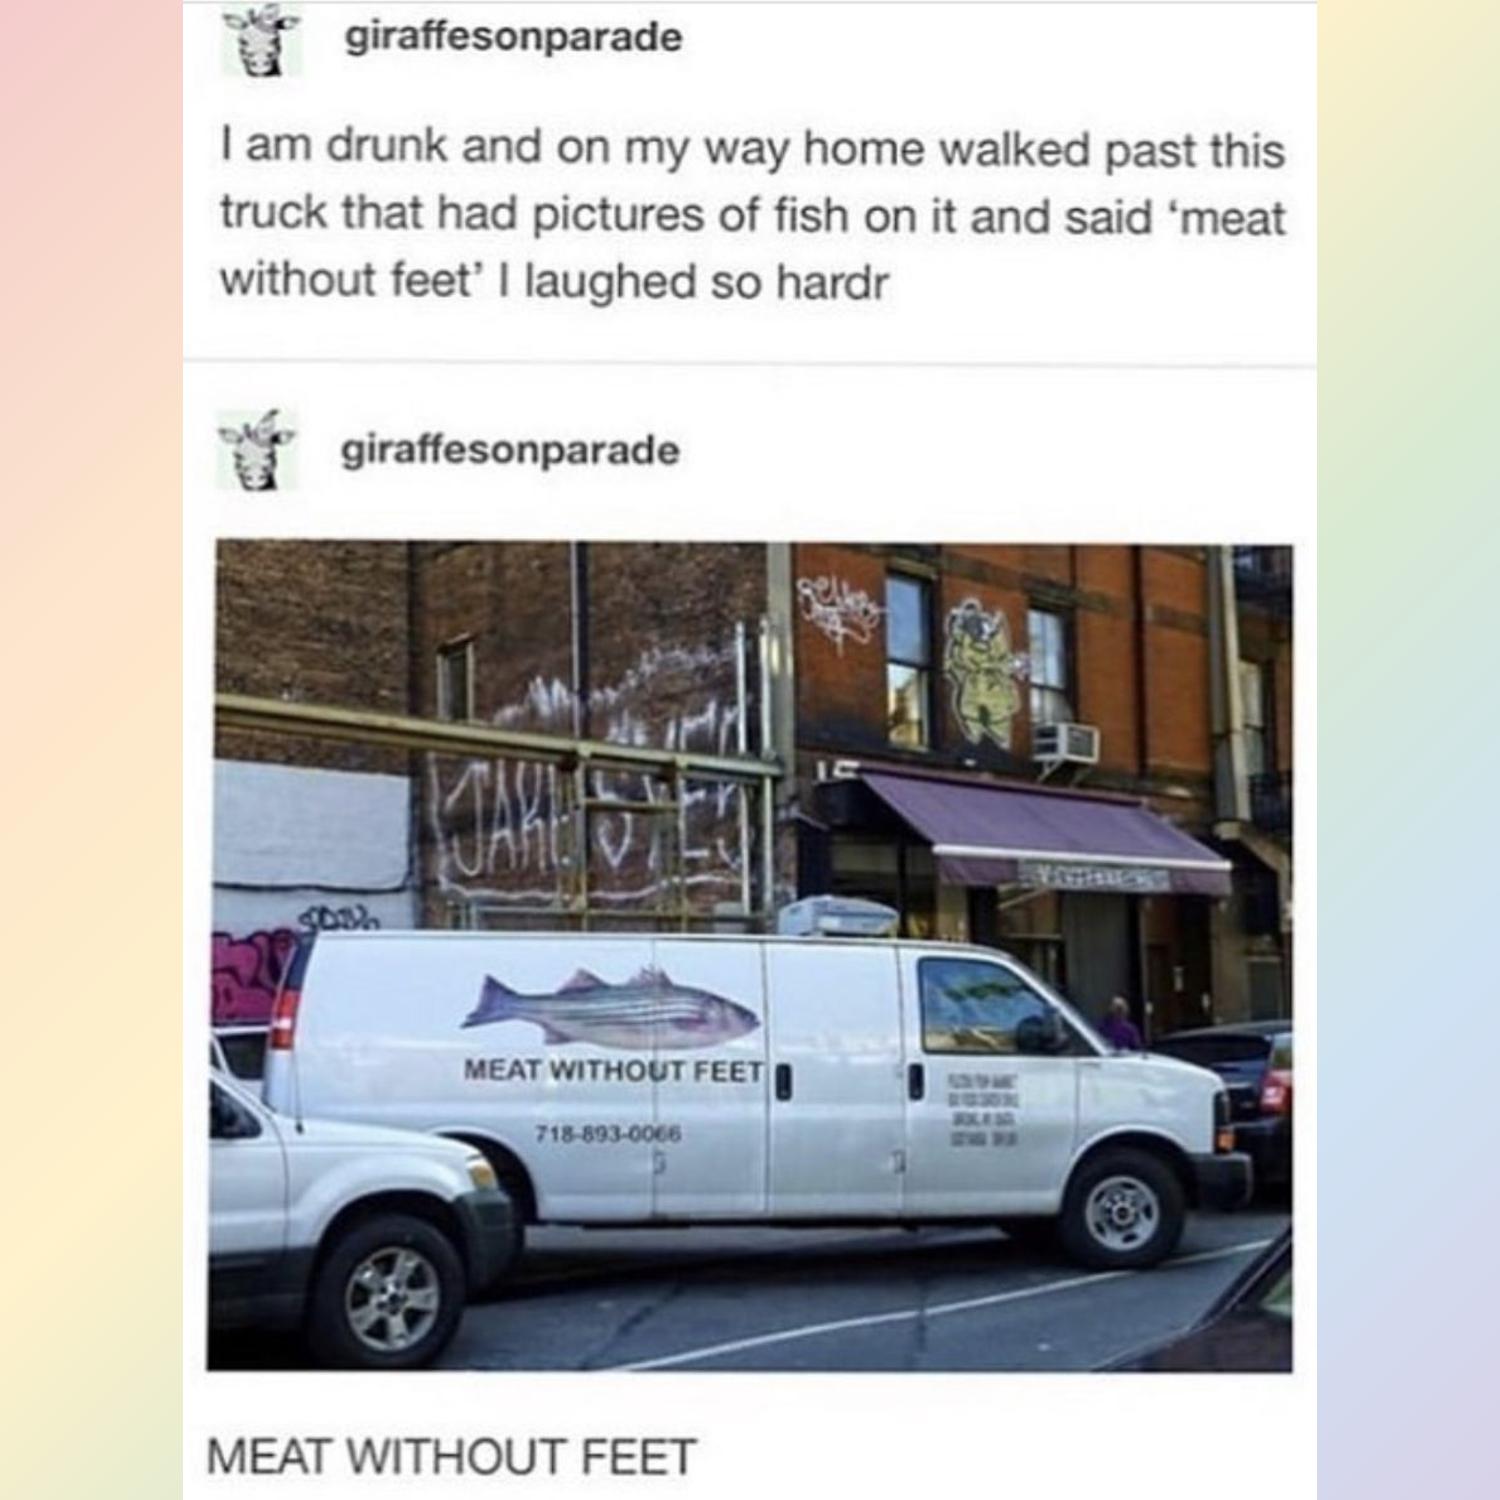 giraffesonparade
I am drunk and on my way home walked past this
truck that had pictures of fish on it and said ‘meat
without feet’ I laughed so hardr
giraffesonparade
MEAT WITHOUT FEET
718-893-0066
MEAT WITHOUT FEET